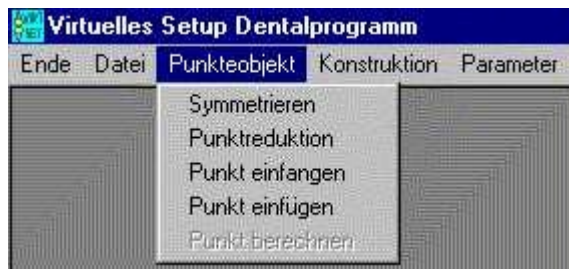 Virtuelles Setup Dentalprogramm
Ende Datei Punkteobjekt Konstruktion Parameter
Symmetrieren
Punktreduktion
Punkt einfangen
Punkt einfügen
Punkt berechnen